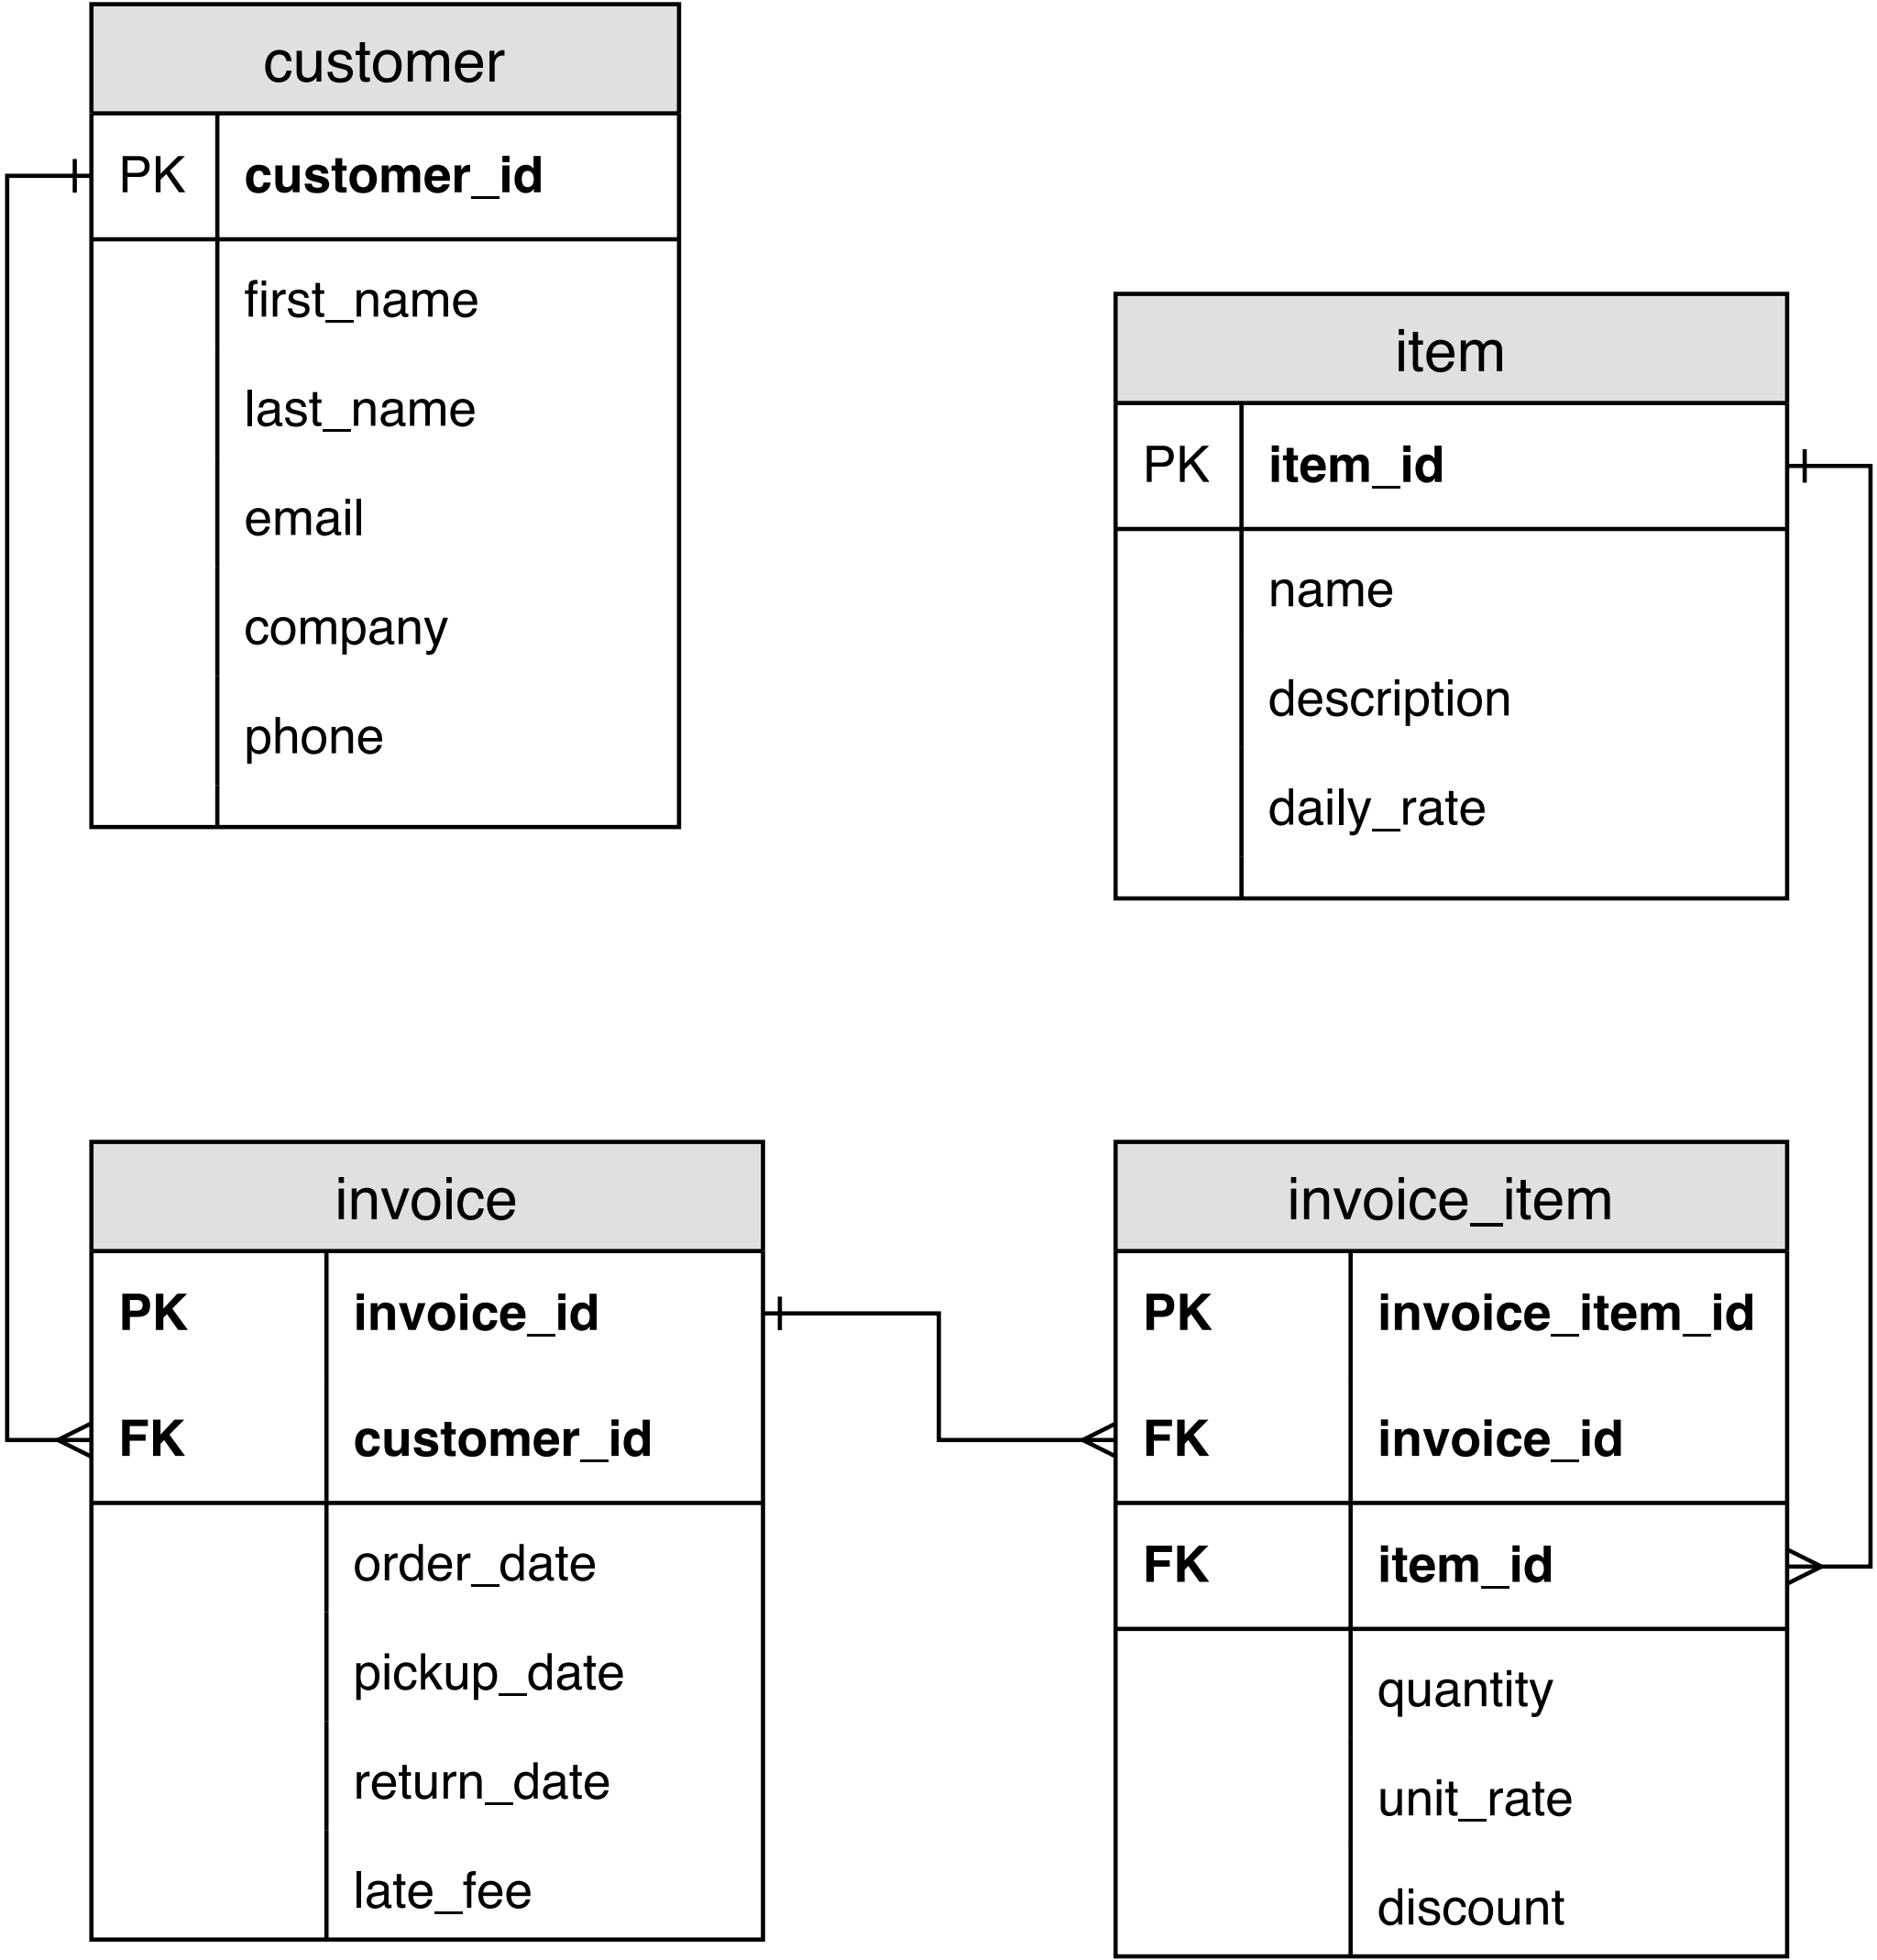 customer
PK customer_id
first_name
last_name
email
company
phone
item
PK item_id
name
description
daily_rate
invoice
PK invoice_id
FK customer_id
order_date
pickup_date
return_date
late_fee
invoice_item
PK invoice_item_id
FK invoice_id
FK item_id
quantity
unit_rate
discount